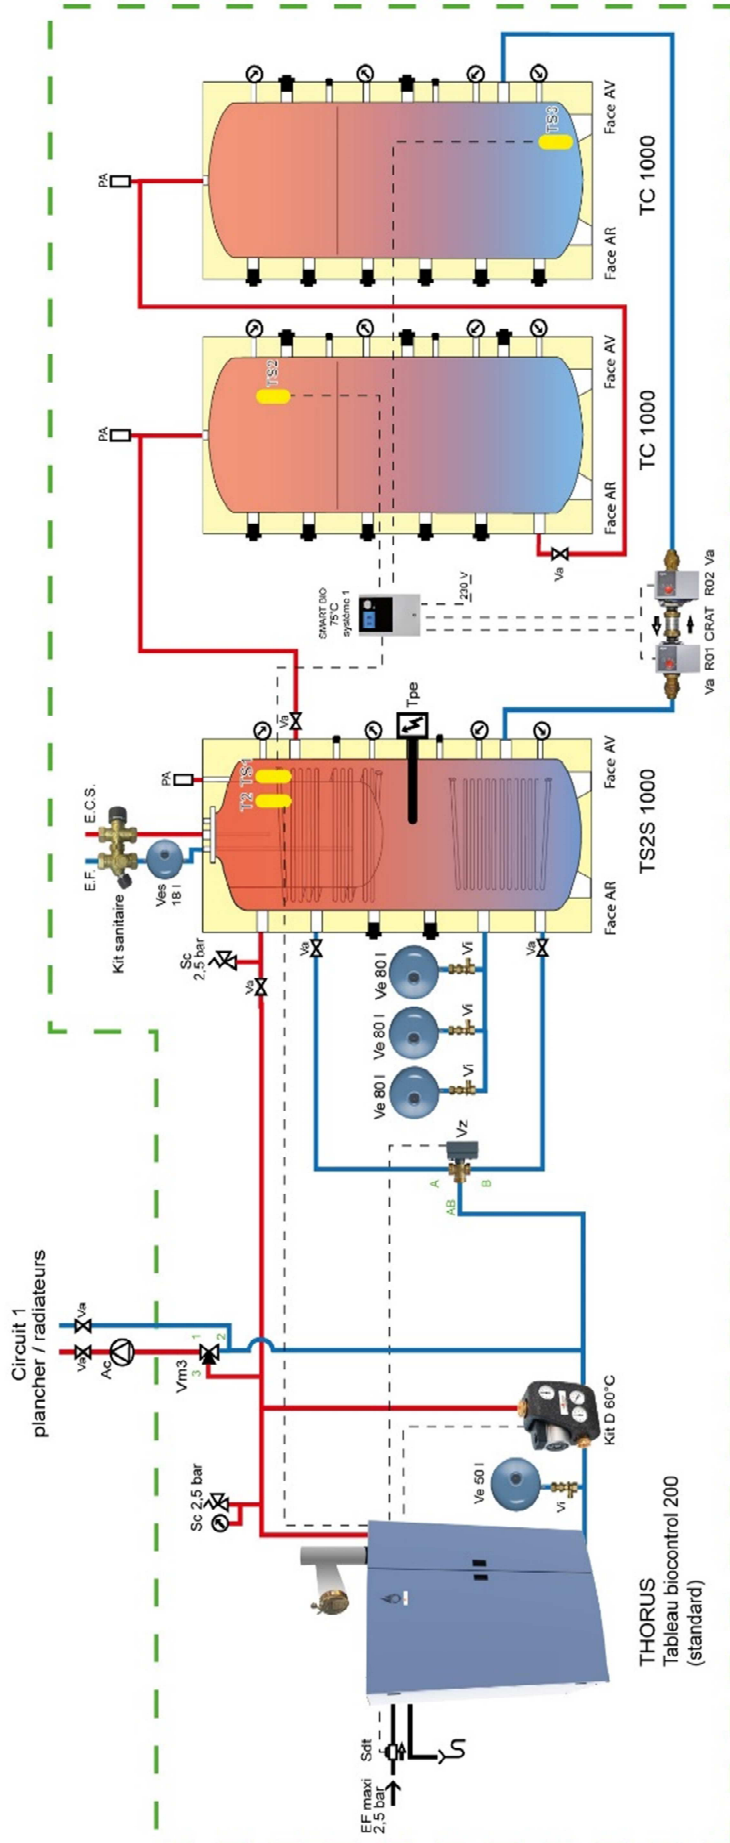 Circuit 1
plancher / radiateurs
Va
Va
Ac
Vm3
1
2
3
Sc 2,5 bar
EF maxi
2,5 bar
Sdt
THORUS
Tableau biocontrol 200
(standard)
Ve 50 l
Vi
Kit D 60°C
AB
A
B
Vz
Ve 80 l
Ve 80 l
Ve 80 l
Vi
Vi
Vi
Sc
2,5 bar
Va
Va
Va
E.F.
E.C.S.
Kit sanitaire
Ves
18 l
PA
T2
TS1
Va
Tpe
Face AR
Face AV
TS2S 1000
SMART BIO
75°C
système 1
230 V
Va
R01
CRAT
R02
Va
PA
TS2
Va
Face AR
Face AV
TC 1000
PA
TS3
Face AR
Face AV
TC 1000